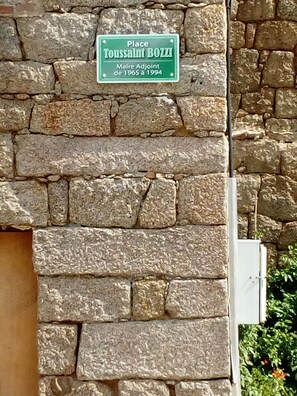 Place
Toussaint BOZZI
Maire Adjoint
de 1965 à 1994